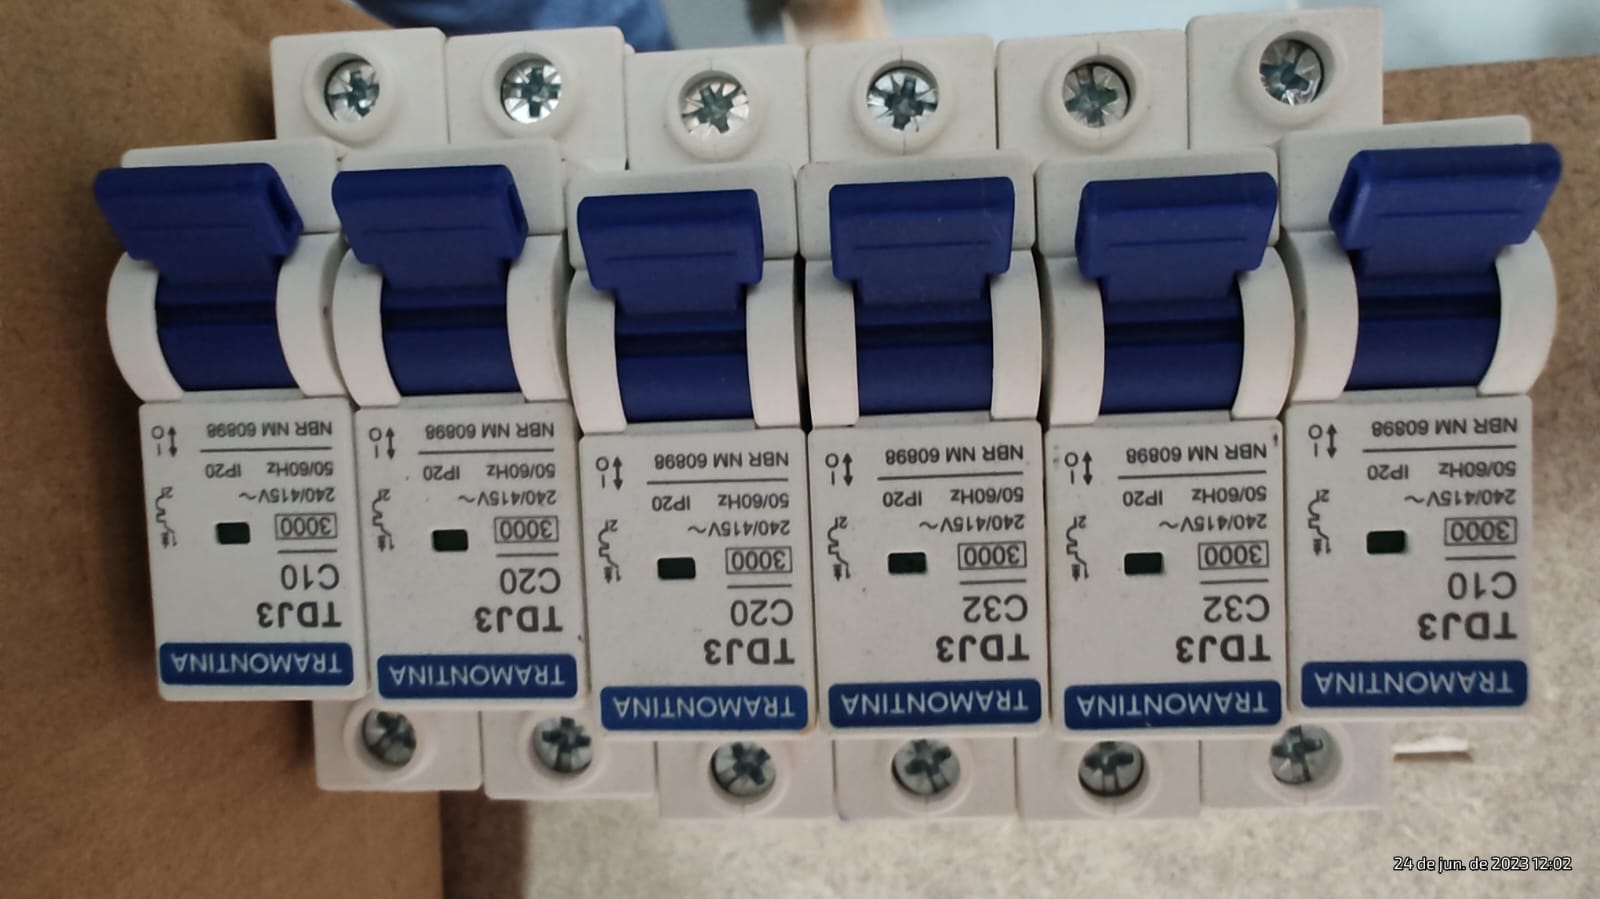 TRAMONTINA
TDJ3
C10
3000
240/415V~
50/60Hz IP20
NBR NM 60898
TRAMONTINA
TDJ3
C32
3000
240/415V~
50/60Hz IP20
NBR NM 60898
TRAMONTINA
TDJ3
C32
3000
240/415V~
50/60Hz IP20
NBR NM 60898
TRAMONTINA
TDJ3
C20
3000
240/415V~
50/60Hz IP20
NBR NM 60898
TRAMONTINA
TDJ3
C20
3000
240/415V~
50/60Hz IP20
NBR NM 60898
TRAMONTINA
TDJ3
C10
3000
240/415V~
50/60Hz IP20
NBR NM 60898
24 de jun. de 2023 12:02